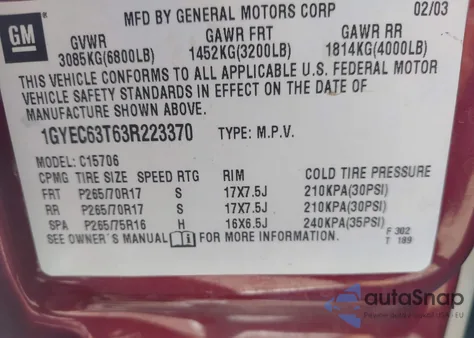 MFD BY GENERAL MOTORS CORP 02/03
GM
GVWR GAWR FRT GAWR RR
3085KG(6800LB) 1452KG(3200LB) 1814KG(4000LB)
THIS VEHICLE CONFORMS TO ALL APPLICABLE U.S. FEDERAL MOTOR
VEHICLE SAFETY STANDARDS IN EFFECT ON THE DATE OF
MANUFACTURE SHOWN ABOVE.
1GYEC63T63R223370 TYPE: M.P.V.
MODEL: C15706
CPMG TIRE SIZE SPEED RTG RIM COLD TIRE PRESSURE
FRT P265/70R17 S 17X7.5J 210KPA(30PSI)
RR P265/70R17 S 17X7.5J 210KPA(30PSI)
SPA P265/75R16 H 16X6.5J 240KPA(35PSI)
SEE OWNER'S MANUAL FOR MORE INFORMATION.
F 302
T 189
autoSnap